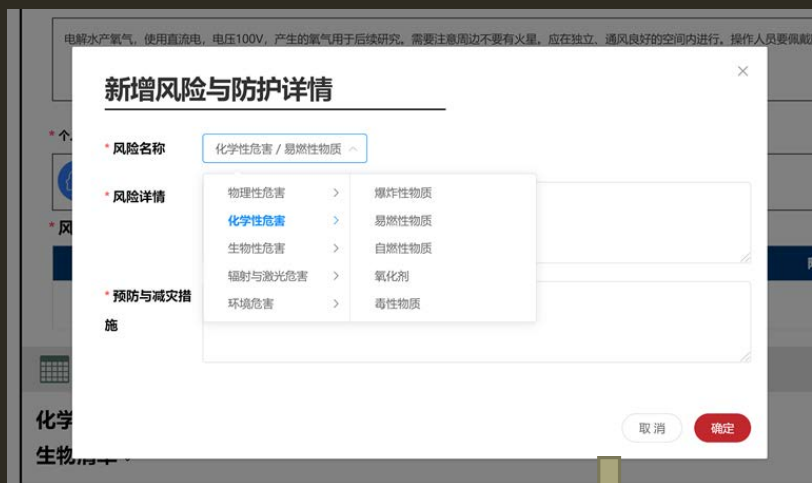 电解水产氧气，使用直流电，电压100V，产生的氧气用于后续研究。需要注意周边不要有火星。应在独立、通风良好的空间内进行。操作人员要佩戴
新增风险与防护详情
* 个
* 风险名称
化学性危害 / 易燃性物质
* 风险详情
物理性危害
爆炸性物质
* 风
化学性危害
易燃性物质
生物性危害
自燃性物质
辐射与激光危害
氧化剂
* 预防与减灾措施
环境危害
毒性物质
取消
确定
化学
生物清单